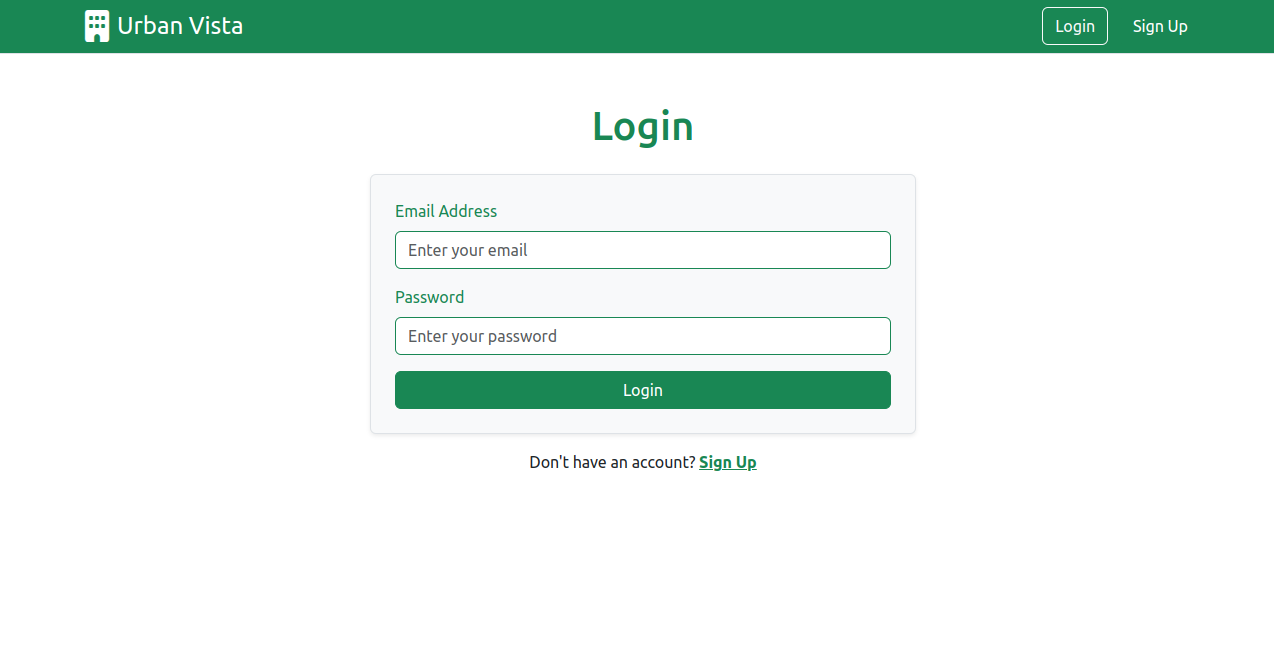 Urban Vista
Login
Sign Up
Login
Email Address
Enter your email
Password
Enter your password
Login
Don't have an account? Sign Up